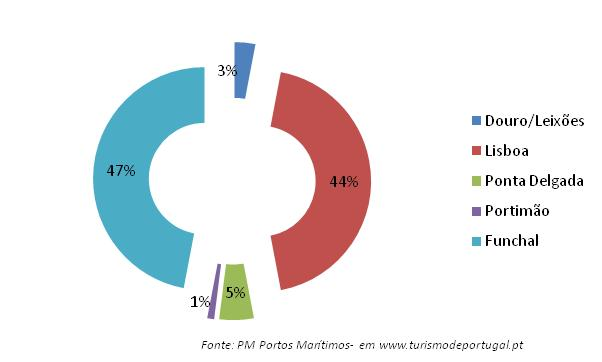 3%
47%
44%
1%
5%
Douro/Leixões
Lisboa
Ponta Delgada
Portimão
Funchal
Fonte: PM Portos Marítimos- em www.turismodeportugal.pt